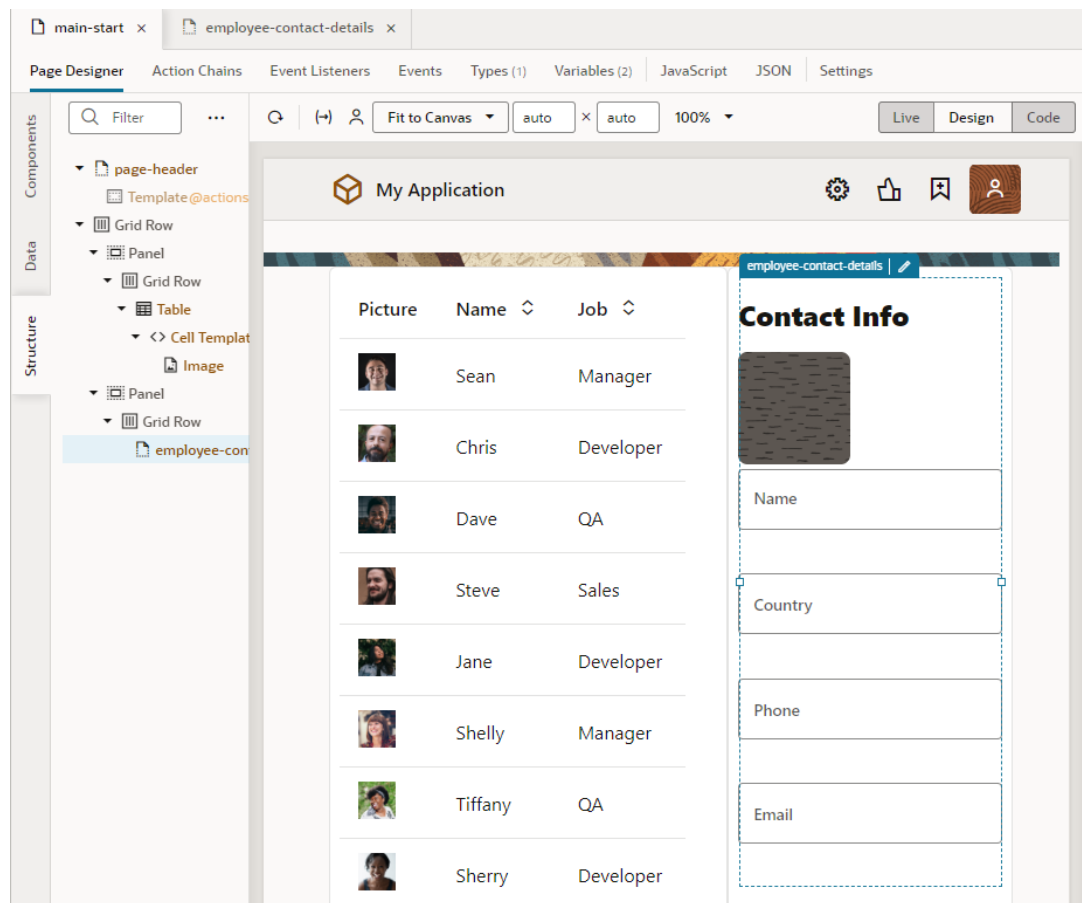 main-start × employee-contact-details ×
Page Designer Action Chains Event Listeners Events Types (1) Variables (2) JavaScript JSON Settings
Components
Data
Structure
Filter ...
Fit to Canvas auto × auto 100% Live Design Code
page-header
Template@actions
Grid Row
Panel
Grid Row
Table
<> Cell Templat
Image
Panel
Grid Row
employee-con
My Application
employee-contact-details
Picture Name Job
Sean Manager
Chris Developer
Dave QA
Steve Sales
Jane Developer
Shelly Manager
Tiffany QA
Sherry Developer
Contact Info
Name
Country
Phone
Email